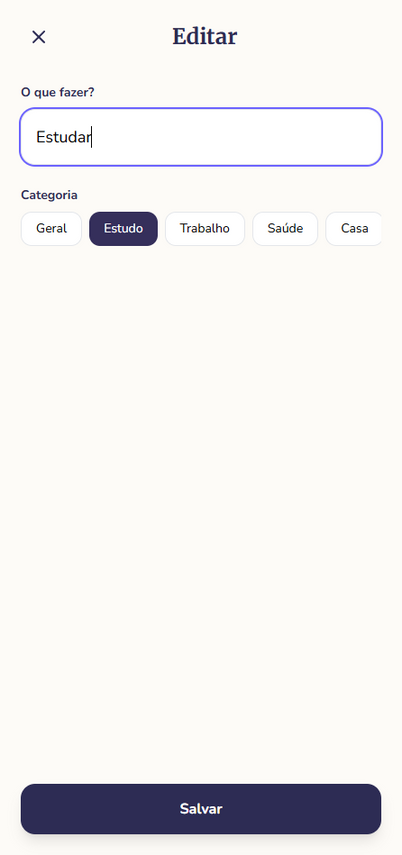 Editar
O que fazer?
Estudar
Categoria
Geral Estudo Trabalho Saúde Casa
Salvar